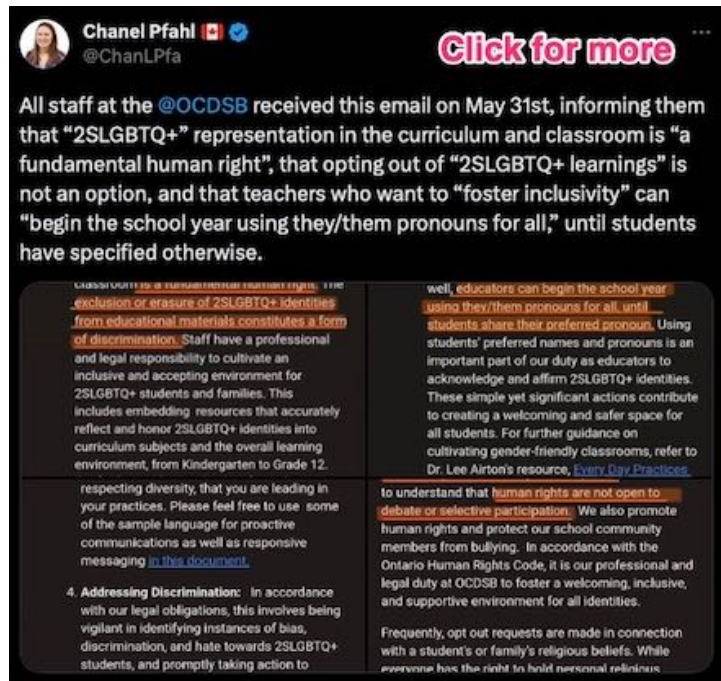 Chanel Pfahl 🇨🇦
@ChanLPfa
Click for more
All staff at the @OCDSB received this email on May 31st, informing them
that “2SLGBTQ+” representation in the curriculum and classroom is “a
fundamental human right”, that opting out of “2SLGBTQ+ learnings” is
not an option, and that teachers who want to “foster inclusivity” can
“begin the school year using they/them pronouns for all,” until students
have specified otherwise.
classroom is a fundamental human right. The
exclusion or erasure of 2SLGBTQ+ identities
from educational materials constitutes a form
of discrimination. Staff have a professional
and legal responsibility to cultivate an
inclusive and accepting environment for
2SLGBTQ+ students and families. This
includes embedding resources that accurately
reflect and honor 2SLGBTQ+ identities into
curriculum subjects and the overall learning
environment, from Kindergarten to Grade 12.
well, educators can begin the school year
using they/them pronouns for all, until
students share their preferred pronoun. Using
students' preferred names and pronouns is an
important part of our duty as educators to
acknowledge and affirm 2SLGBTQ+ identities.
These simple yet significant actions contribute
to creating a welcoming and safer space for
all students. For further guidance on
cultivating gender-friendly classrooms, refer to
Dr. Lee Airton's resource, Every Day Practices
respecting diversity, that you are leading in
your practices. Please feel free to use some
of the sample language for proactive
communications as well as responsive
messaging in this document.
4. Addressing Discrimination: In accordance
with our legal obligations, this involves being
vigilant in identifying instances of bias,
discrimination, and hate towards 2SLGBTQ+
students, and promptly taking action to
to understand that human rights are not open to
debate or selective participation. We also promote
human rights and protect our school community
members from bullying. In accordance with the
Ontario Human Rights Code, it is our professional and
legal duty at OCDSB to foster a welcoming, inclusive,
and supportive environment for all identities.
Frequently, opt out requests are made in connection
with a student's or family's religious beliefs. While
everyone has the right to hold personal religious